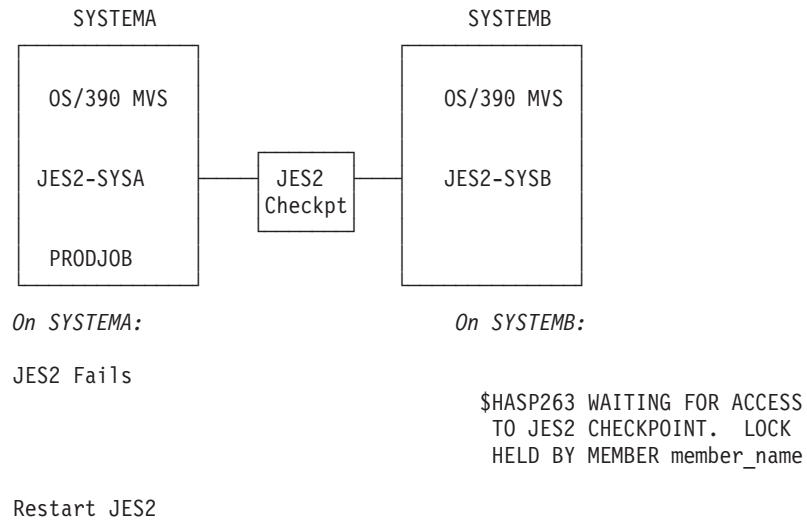 SYSTEMA SYSTEMB
OS/390 MVS OS/390 MVS
JES2-SYSA JES2 JES2-SYSB
Checkpt
PRODJOB
On SYSTEMA: On SYSTEMB:
JES2 Fails
$HASP263 WAITING FOR ACCESS
TO JES2 CHECKPOINT. LOCK
HELD BY MEMBER member_name
Restart JES2